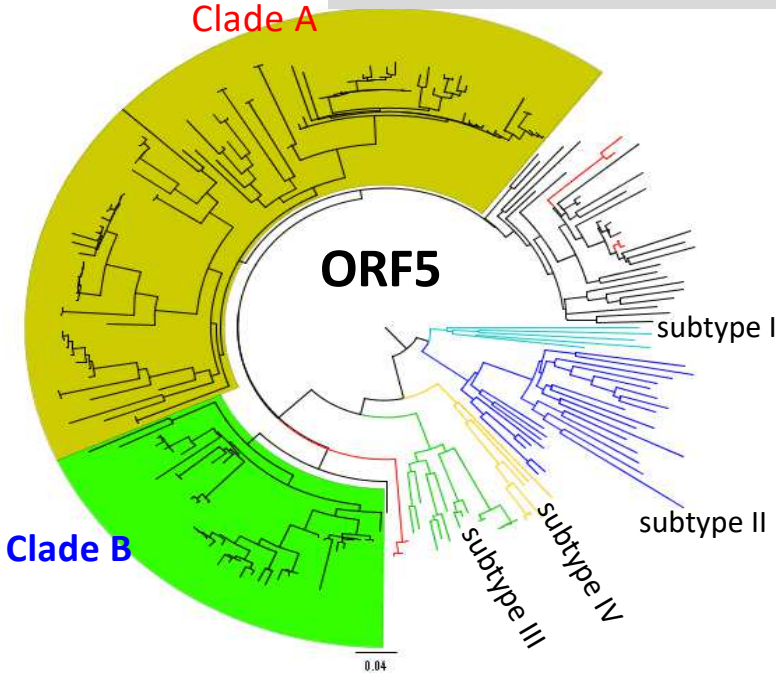 Clade A
ORF5
subtype I
subtype II
Clade B
subtype IV
subtype III
0.04